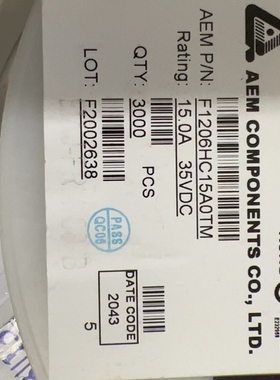 AEM COMPONENTS CO., LTD.
AEM P/N: F1206HC15A0TM
Rating: 15.0A 35VDC
QTY: 3000 PCS
LOT: F2002638
PASS
QC06
DATE CODE
2043
5